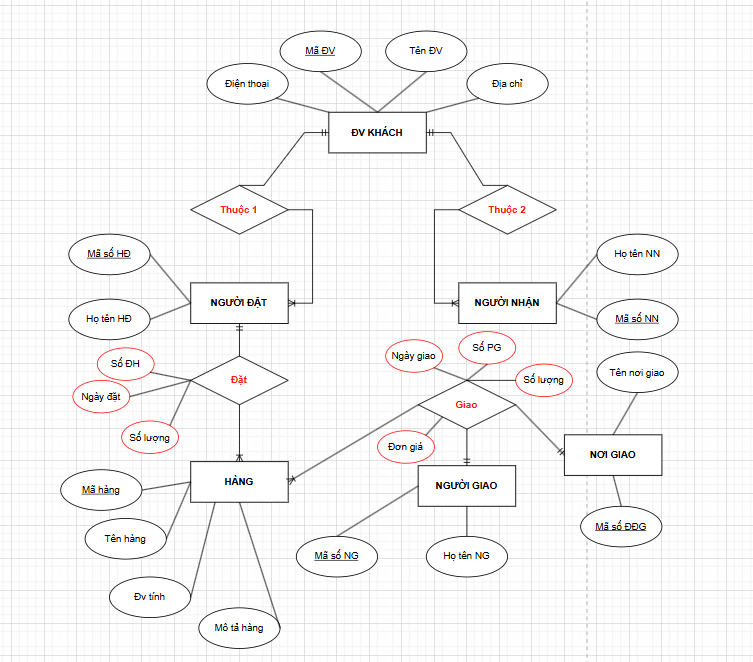 Mã ĐV
Tên ĐV
Điện thoại
Địa chỉ
ĐV KHÁCH
Thuộc 1
Thuộc 2
Mã số HĐ
Họ tên NN
NGƯỜI ĐẶT
NGƯỜI NHẬN
Họ tên HĐ
Mã số NN
Số PG
Ngày giao
Số ĐH
Tên nơi giao
Đặt
Số lượng
Ngày đặt
Giao
Số lượng
Đơn giá
NƠI GIAO
HÀNG
NGƯỜI GIAO
Mã hàng
Mã số ĐĐG
Tên hàng
Mã số NG
Họ tên NG
Đv tính
Mô tả hàng